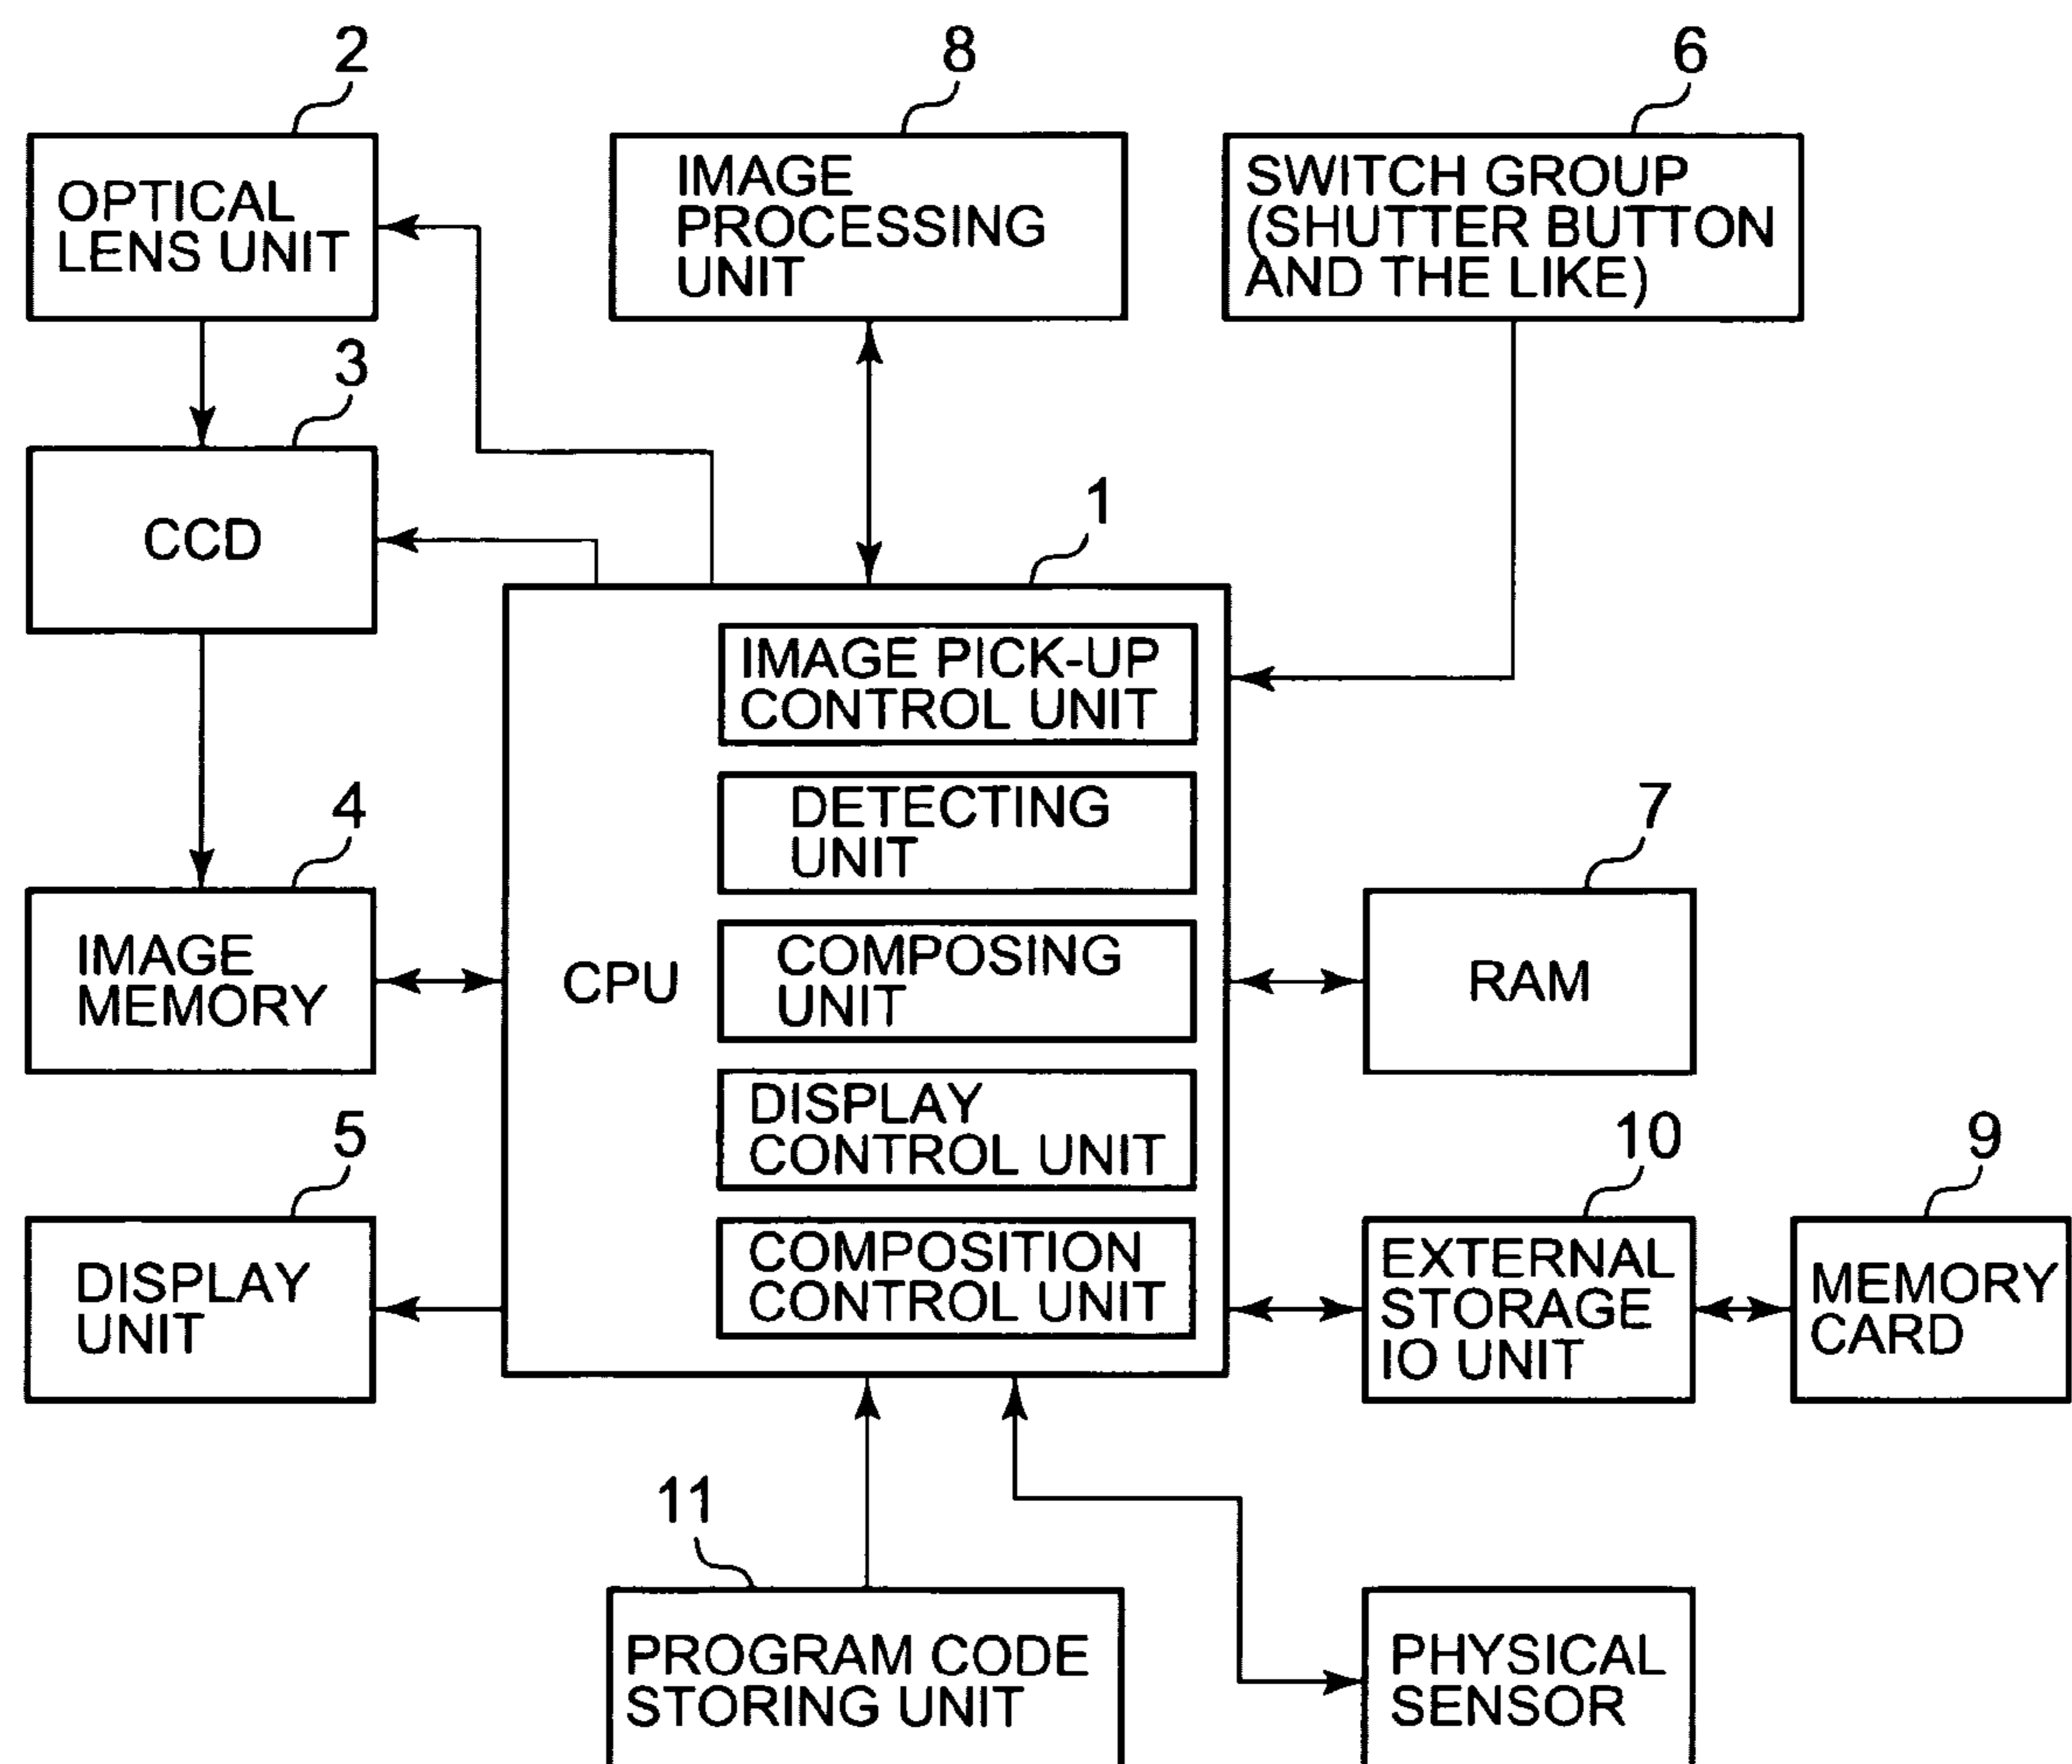 2
8
6
OPTICAL
LENS UNIT
IMAGE
PROCESSING
UNIT
SWITCH GROUP
(SHUTTER BUTTON
AND THE LIKE)
3
CCD
1
IMAGE PICK-UP
CONTROL UNIT
DETECTING
UNIT
4
7
IMAGE
MEMORY
CPU
COMPOSING
UNIT
RAM
DISPLAY
CONTROL UNIT
5
10
9
DISPLAY
UNIT
COMPOSITION
CONTROL UNIT
EXTERNAL
STORAGE
IO UNIT
MEMORY
CARD
11
PROGRAM CODE
STORING UNIT
PHYSICAL
SENSOR